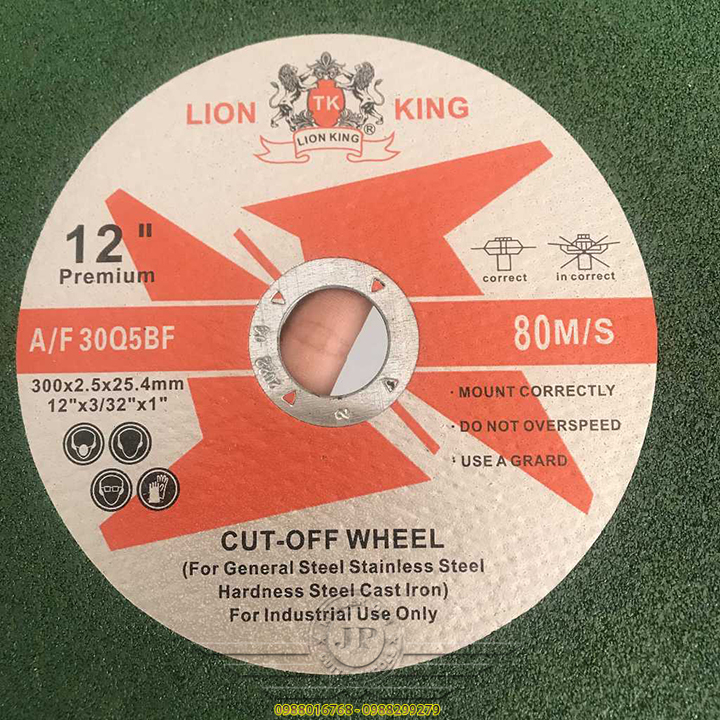 LION KING
TK
LION KING
®
12"
Premium
correct
in correct
A/F 30Q5BF
80M/S
300x2.5x25.4mm
12"x3/32"x1"
· MOUNT CORRECTLY
· DO NOT OVERSPEED
· USE A GRARD
CUT-OFF WHEEL
(For General Steel Stainless Steel
Hardness Steel Cast Iron)
For Industrial Use Only
JP
0988016768 - 0988299279